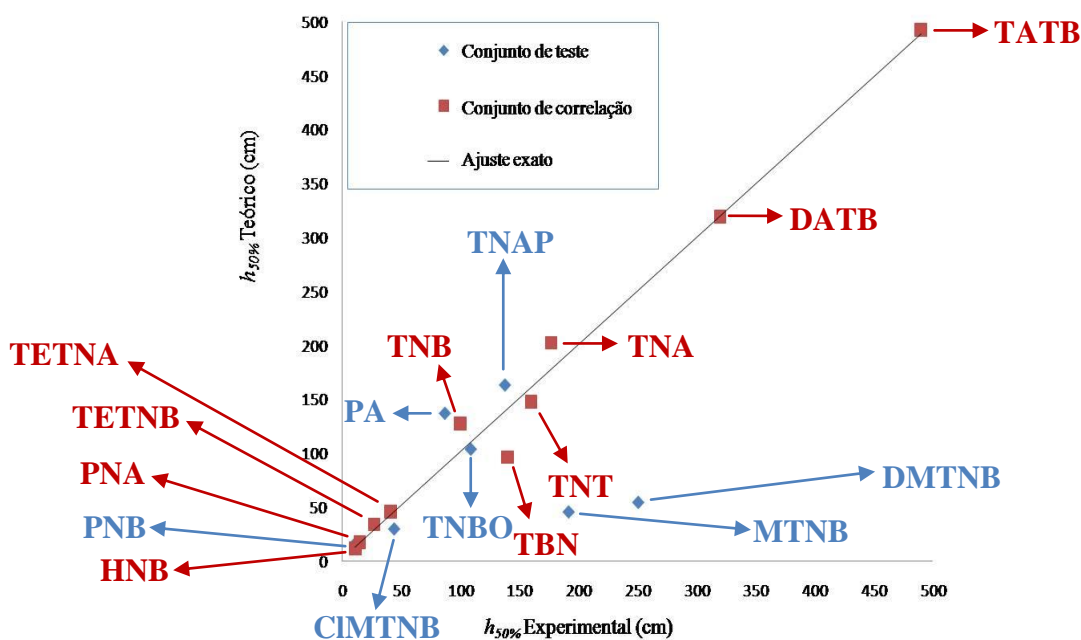 500
450
400
350
300
250
200
150
100
50
0
h50% Teórico (cm)
Conjunto de teste
Conjunto de correlação
Ajuste exato
TATB
DATB
TNAP
TNB
TNA
TETNA
PA
TETNB
PNA
PNB
HNB
TNT
DMTNB
TNBO
TBN
MTNB
ClMTNB
0 50 100 150 200 250 300 350 400 450 500
h50% Experimental (cm)